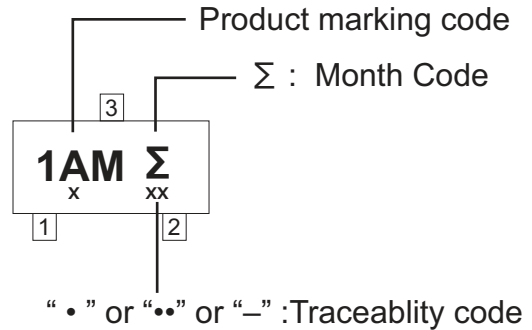 Product marking code
Σ : Month Code
3
1AM Σ
x xx
1 2
“ • ” or “••” or “–” :Traceablity code